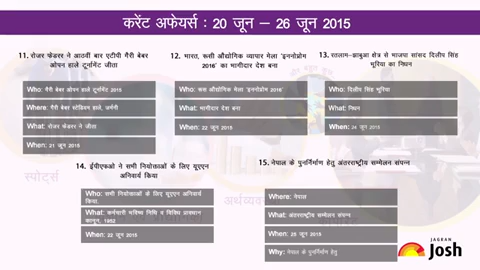 करेंट अफेयर्स : 20 जून – 26 जून 2015
11. रोजर फेडरर ने आठवीं बार एटीपी गैरी बेबर
ओपन हाले टूर्नामेंट जीता
Who: गैरी बेबर ओपन हाले टूर्नामेंट 2015
Where: गैरी बेबर स्टेडियम हाले, जर्मनी
What: रोजर फेडरर ने जीता
When: 21 जून 2015
12. भारत, रूसी औद्योगिक व्यापार मेला 'इननोप्रोम
2016' का भागीदार देश बना
Who: रूस औद्योगिक मेला 'इननोप्रोम 2016'
What: भागीदार देश बना
When: 22 जून 2015
13. रतलाम-झाबुआ क्षेत्र से भाजपा सांसद दिलीप सिंह
भूरिया का निधन
Who: दिलीप सिंह भूरिया
What: निधन
When: 24 जून 2015
14. ईपीएफओ ने सभी नियोक्ताओं के लिए यूएएन
अनिवार्य किया
Who: सभी नियोक्ताओं के लिए यूएएन अनिवार्य
किया.
What: कर्मचारी भविष्य निधि व विविध प्रावधान
कानून, 1952
When: 22 जून 2015
15. नेपाल के पुनर्निर्माण हेतु अंतरराष्ट्रीय सम्मेलन संपन्न
Where: नेपाल
What: अंतरराष्ट्रीय सम्मेलन संपन्न
When: 25 जून 2015
Why: नेपाल के पुनर्निर्माण हेतु
स्पोर्ट्स
JAGRAN
Josh